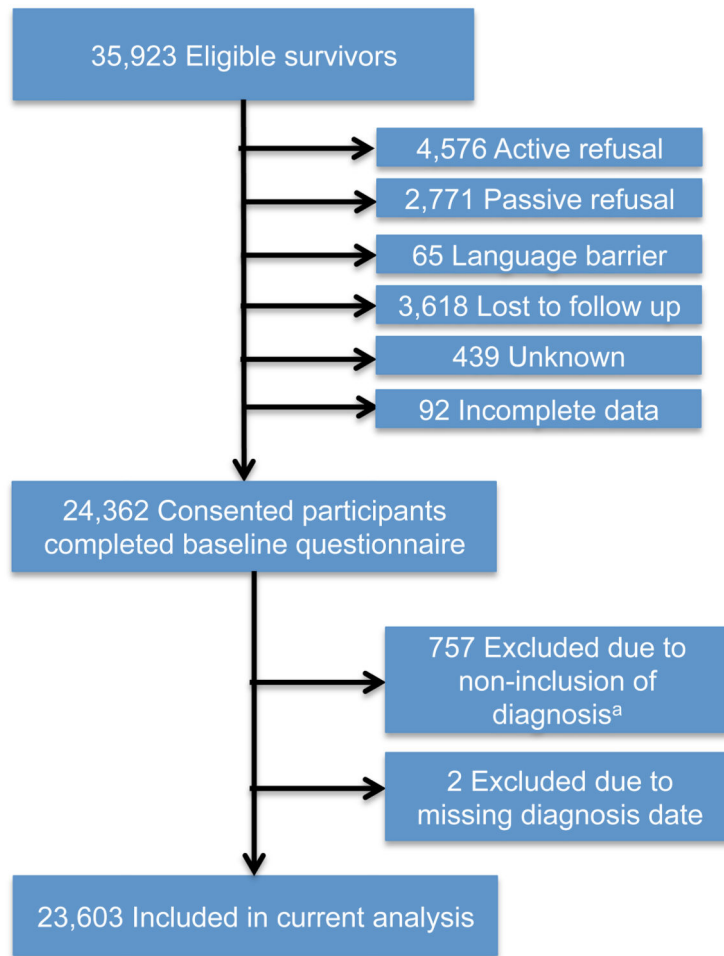 35,923 Eligible survivors
4,576 Active refusal
2,771 Passive refusal
65 Language barrier
3,618 Lost to follow up
439 Unknown
92 Incomplete data
24,362 Consented participants
completed baseline questionnaire
757 Excluded due to
non-inclusion of
diagnosisᵃ
2 Excluded due to
missing diagnosis date
23,603 Included in current analysis